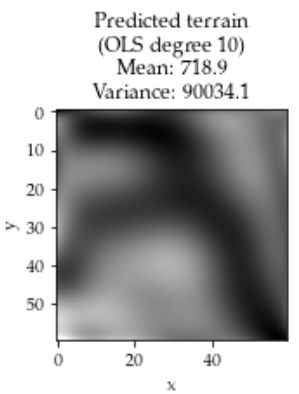 Predicted terrain
(OLS degree 10)
Mean: 718.9
Variance: 90034.1
0
10
20
30
40
50
y
0
20
40
x